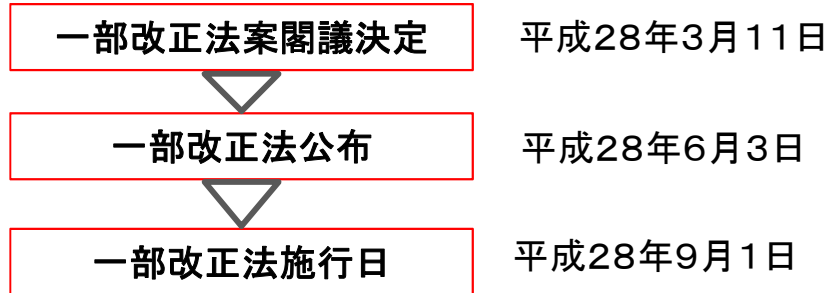 一部改正法案閣議決定 平成２８年３月１１日
一部改正法公布 平成２８年６月３日
一部改正法施行日 平成２８年９月１日